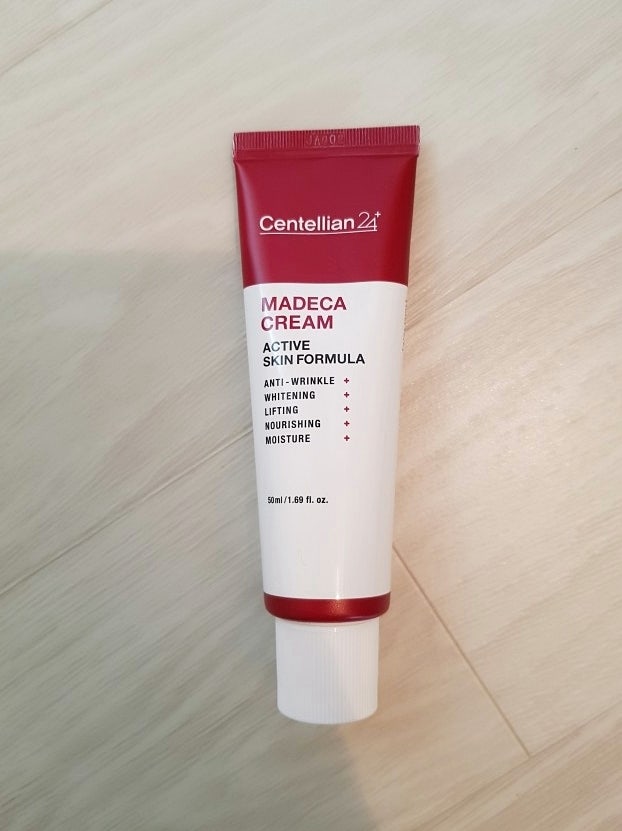 Centellian24+
MADECA
CREAM
ACTIVE
SKIN FORMULA
ANTI-WRINKLE +
WHITENING +
LIFTING +
NOURISHING +
MOISTURE +
50ml/1.69 fl. oz.